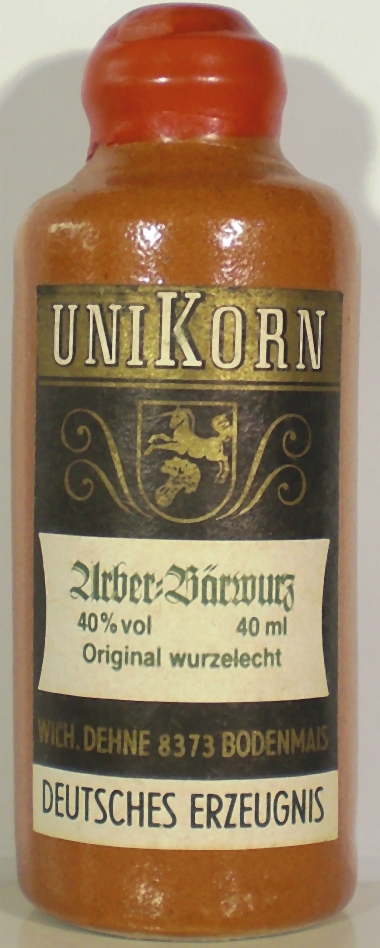 UNIKORN
Arber-Bärwurz
40% vol 40 ml
Original wurzelecht
WICH. DEHNE 8373 BODENMAIS
DEUTSCHES ERZEUGNIS